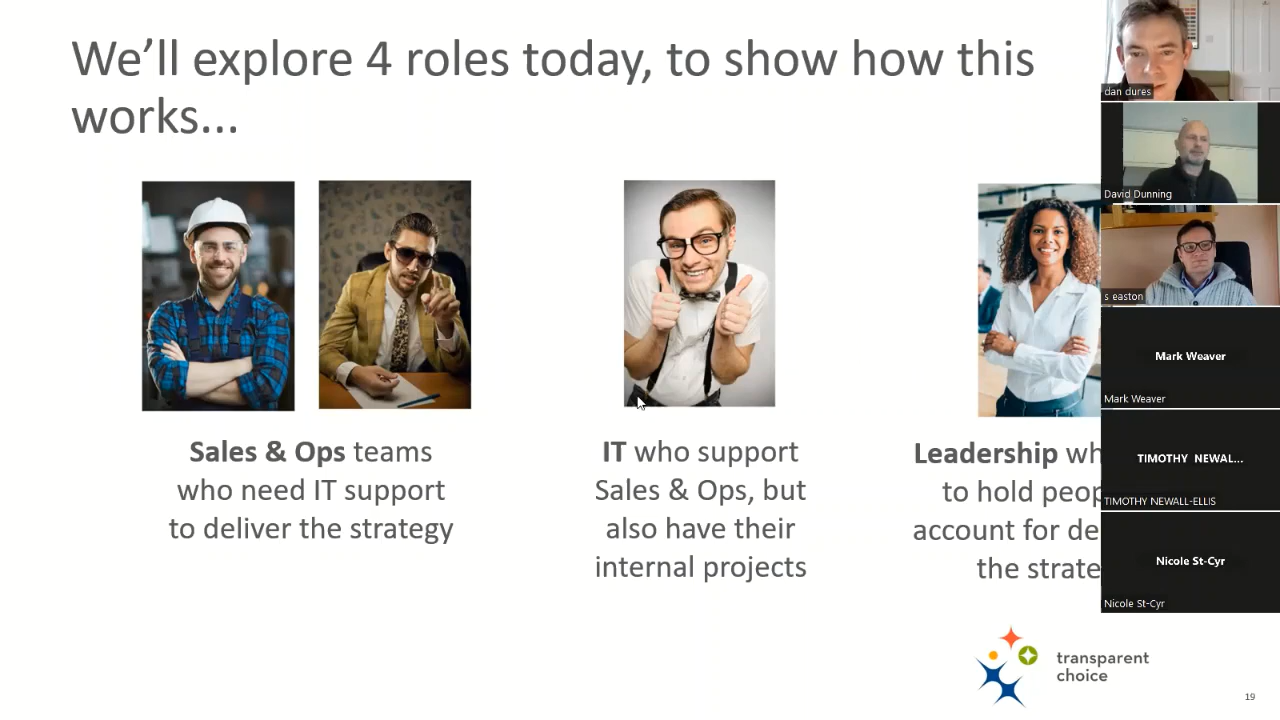 We’ll explore 4 roles today, to show how this
works...
Sales & Ops teams
who need IT support
to deliver the strategy
IT who support
Sales & Ops, but
also have their
internal projects
Leadership wh
to hold peop
account for de
the strate
transparent
choice
19
dan dures
David Dunning
s easton
Mark Weaver
Mark Weaver
TIMOTHY NEWAL...
TIMOTHY NEWALL-ELLIS
Nicole St-Cyr
Nicole St-Cyr